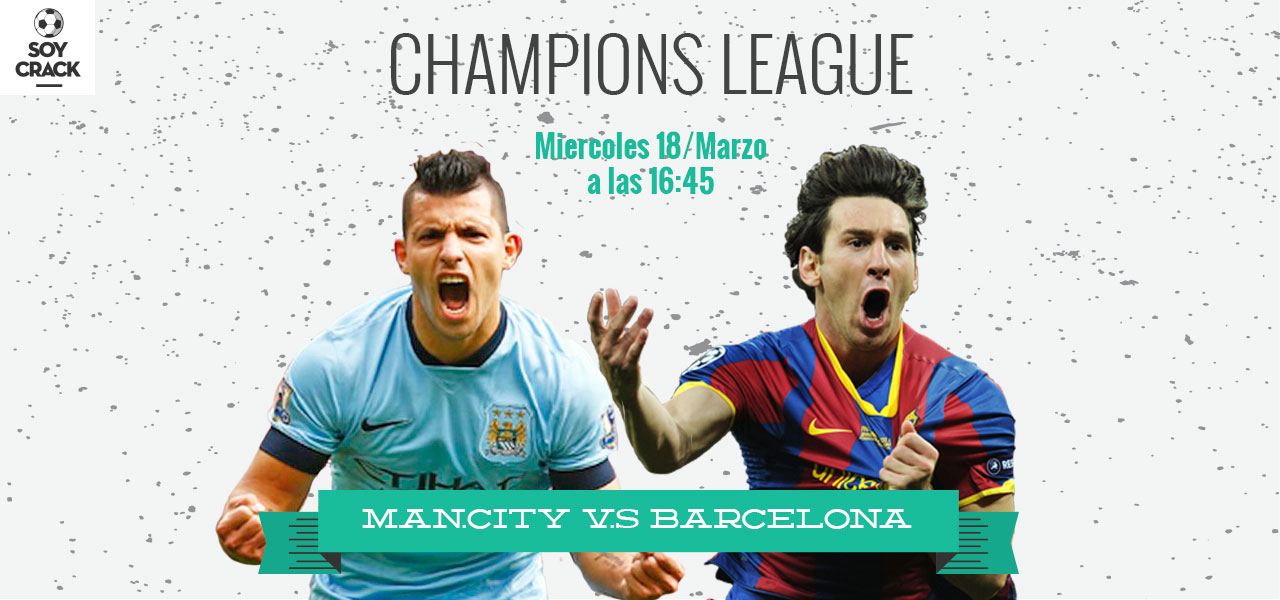 SOY
CRACK
CHAMPIONS LEAGUE
Miercoles 18/Marzo
a las 16:45
MAN.CITY V.S BARCELONA